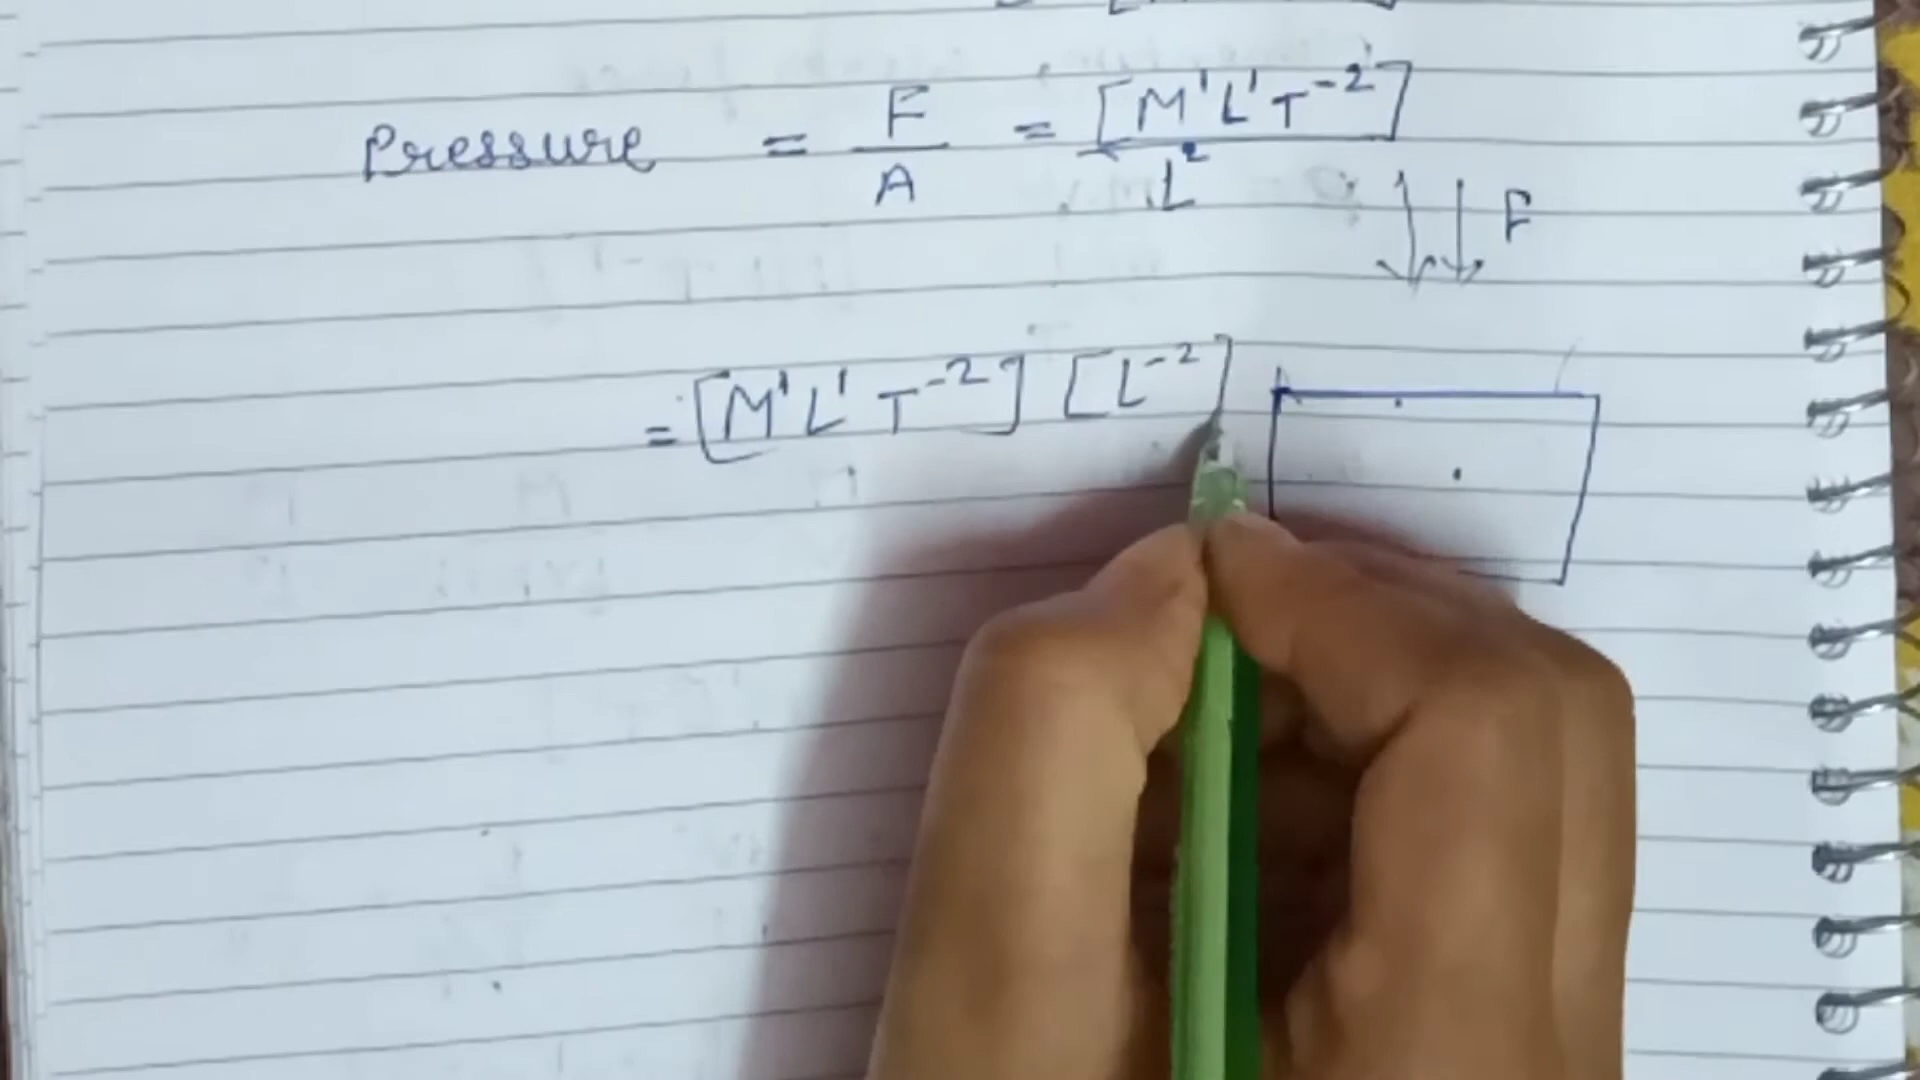 Pressure = F/A = [M¹L¹T⁻²]/L²
F
= [M¹L¹T⁻²] [L⁻²]